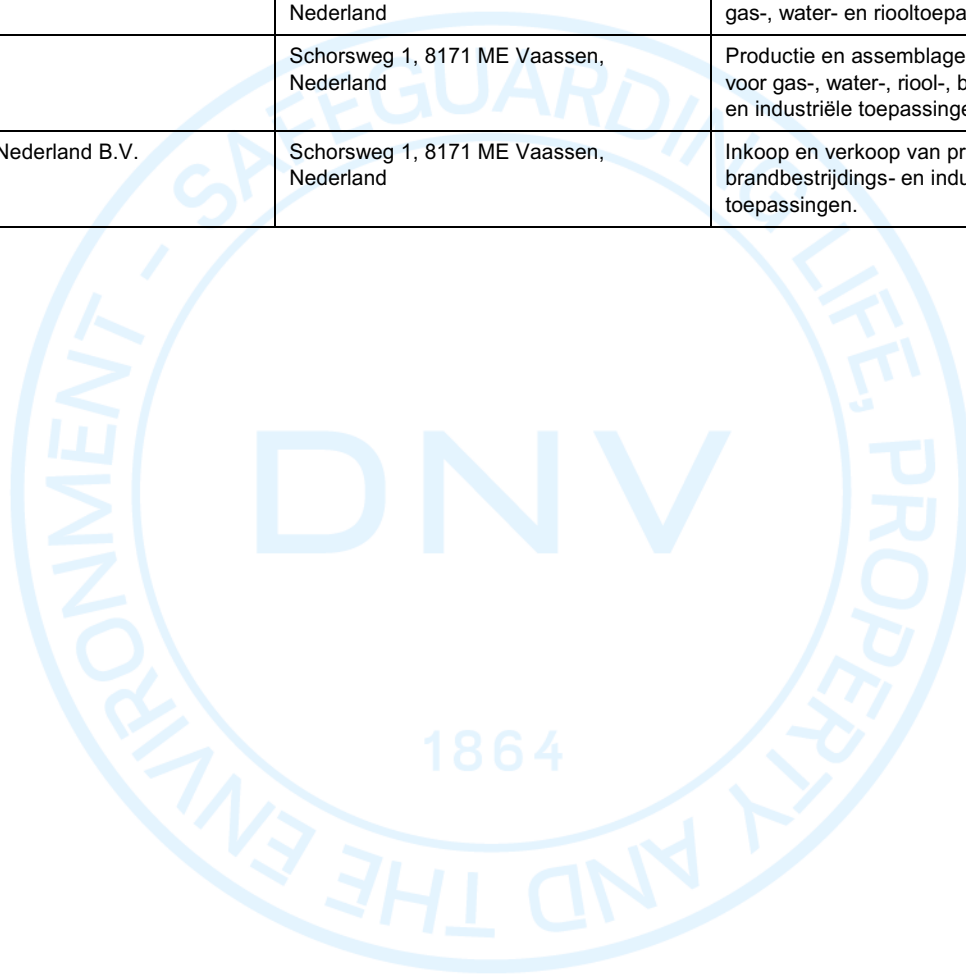 Nederland
gas-, water- en riooltoepa
Schorsweg 1, 8171 ME Vaassen,
Nederland
Productie en assemblage
voor gas-, water-, riool-, b
en industriële toepassinge
Nederland B.V.
Schorsweg 1, 8171 ME Vaassen,
Nederland
Inkoop en verkoop van pr
brandbestrijdings- en indu
toepassingen.
SAFEGUARDING LIFE, PROPERTY AND THE ENVIRONMENT -
DNV
1864